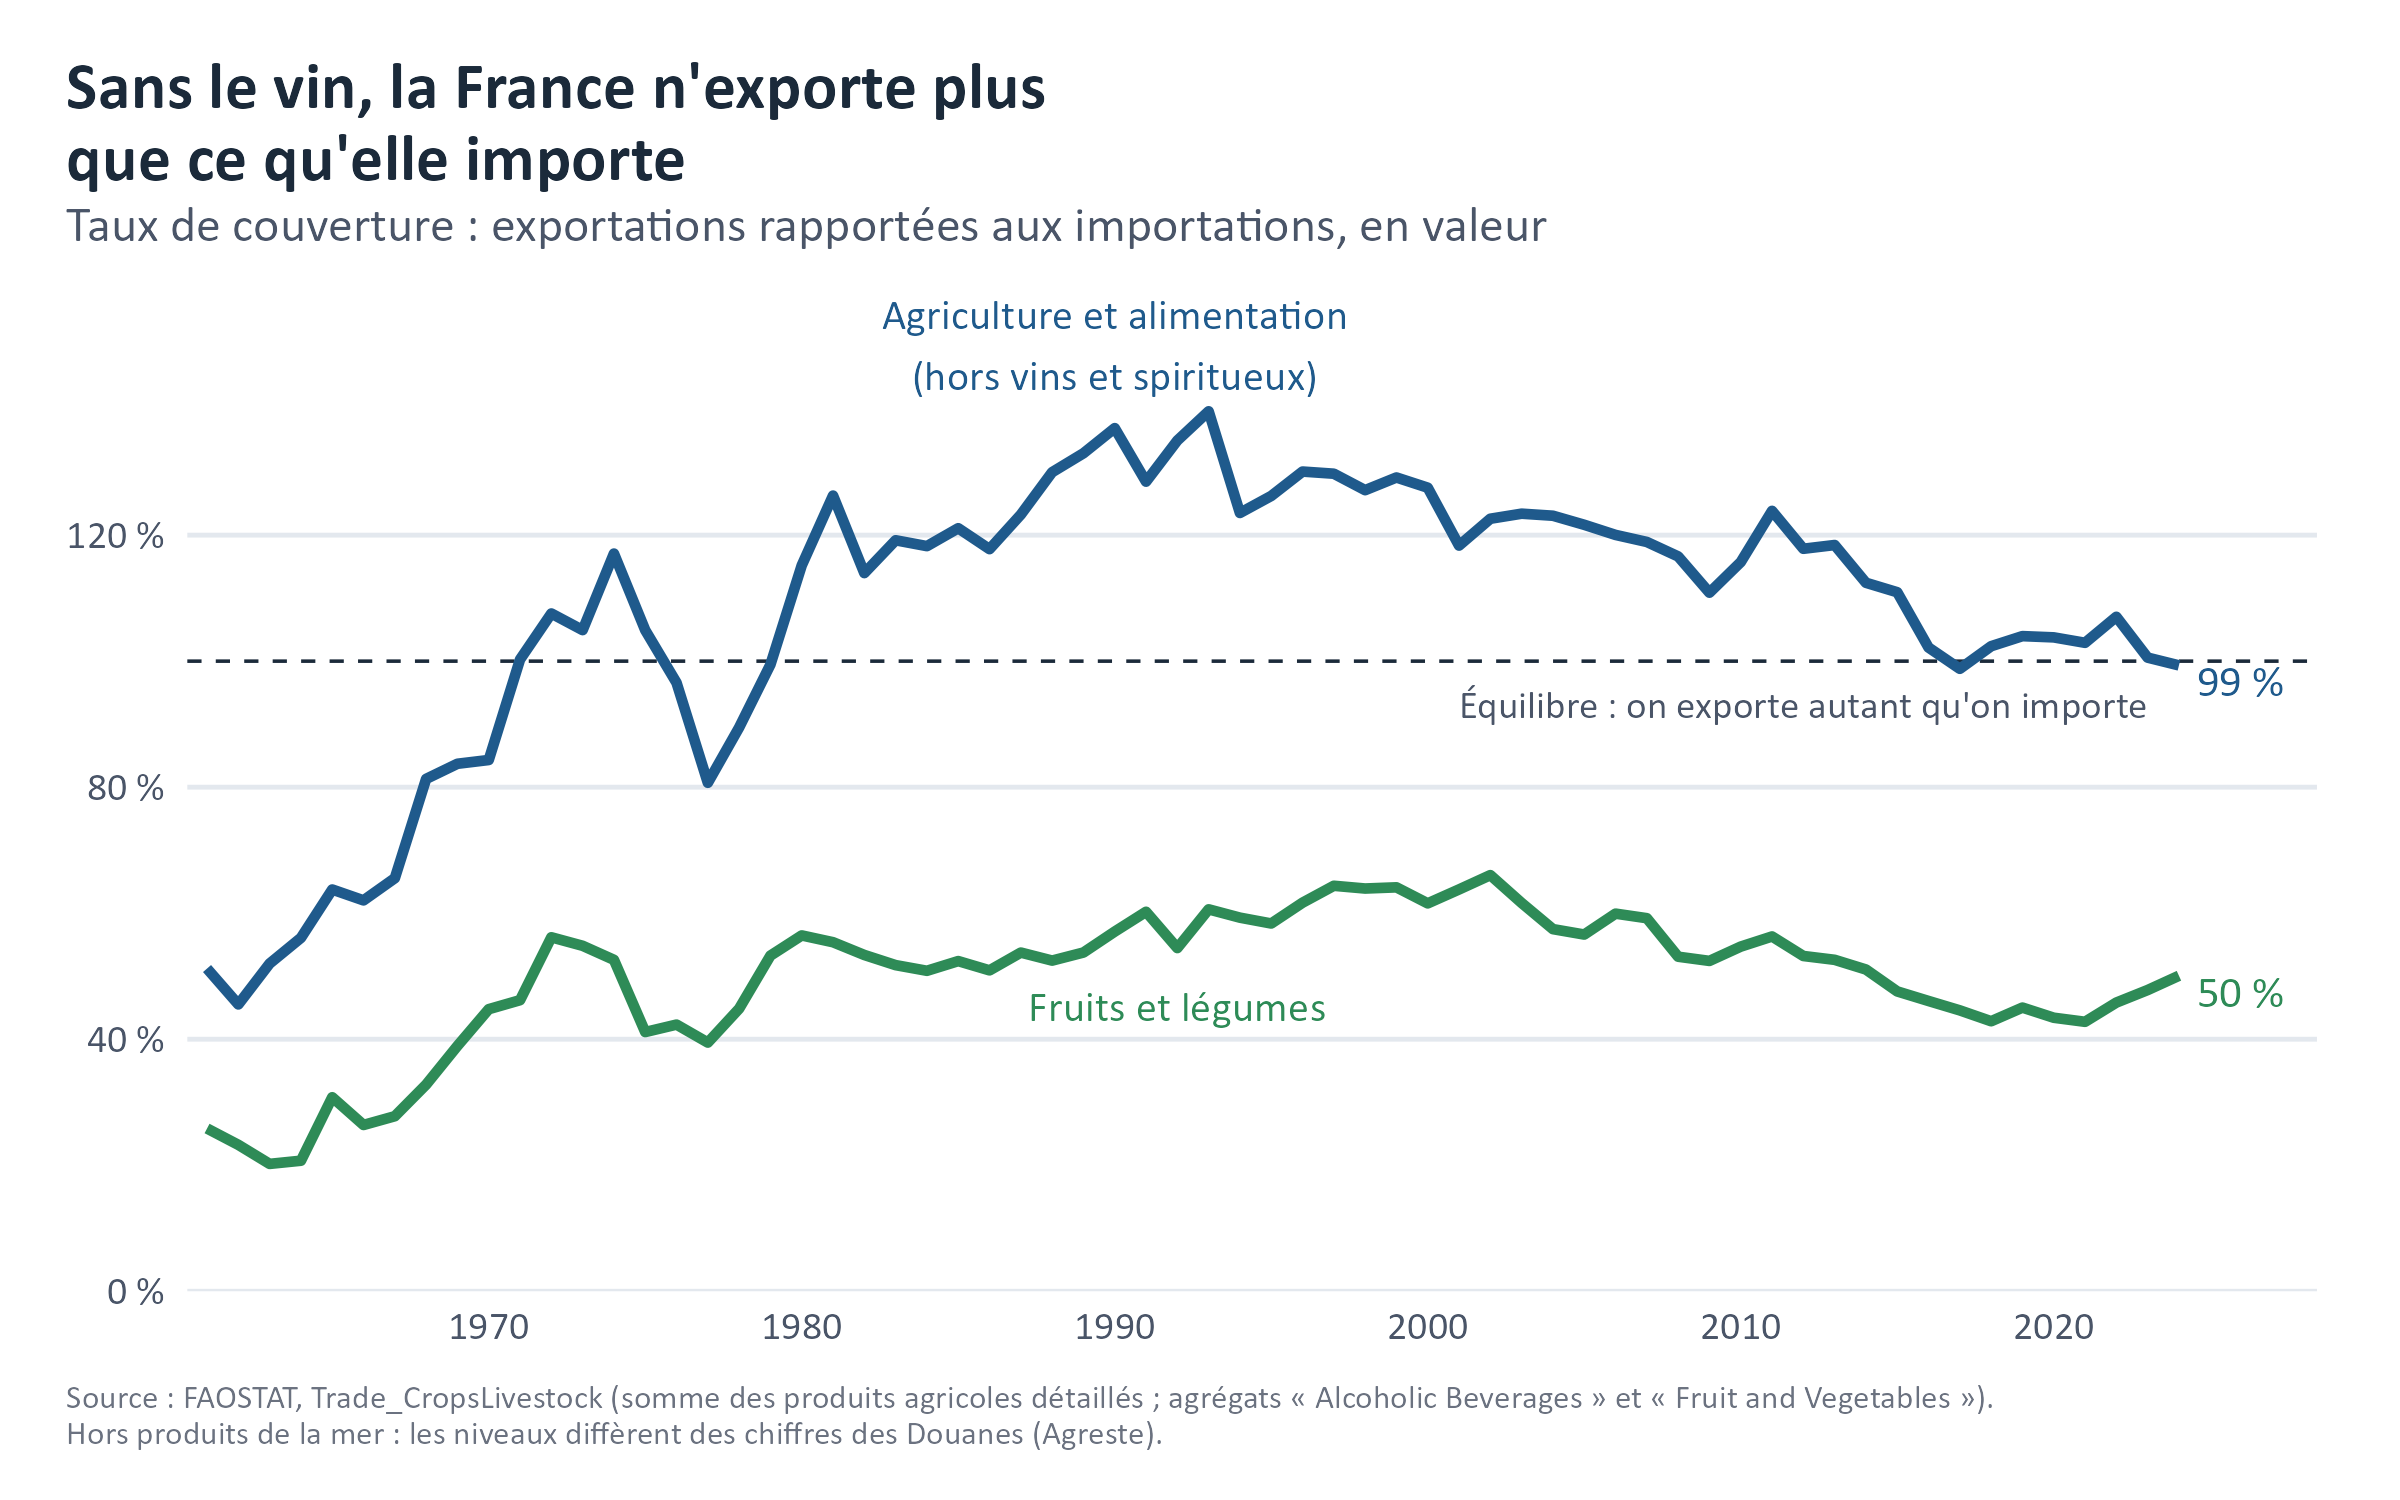 Sans le vin, la France n'exporte plus
que ce qu'elle importe
Taux de couverture : exportations rapportées aux importations, en valeur
Agriculture et alimentation
(hors vins et spiritueux)
120 %
99 %
Équilibre : on exporte autant qu'on importe
80 %
50 %
Fruits et légumes
40 %
0 %
1970 1980 1990 2000 2010 2020
Source : FAOSTAT, Trade_CropsLivestock (somme des produits agricoles détaillés ; agrégats « Alcoholic Beverages » et « Fruit and Vegetables »).
Hors produits de la mer : les niveaux diffèrent des chiffres des Douanes (Agreste).